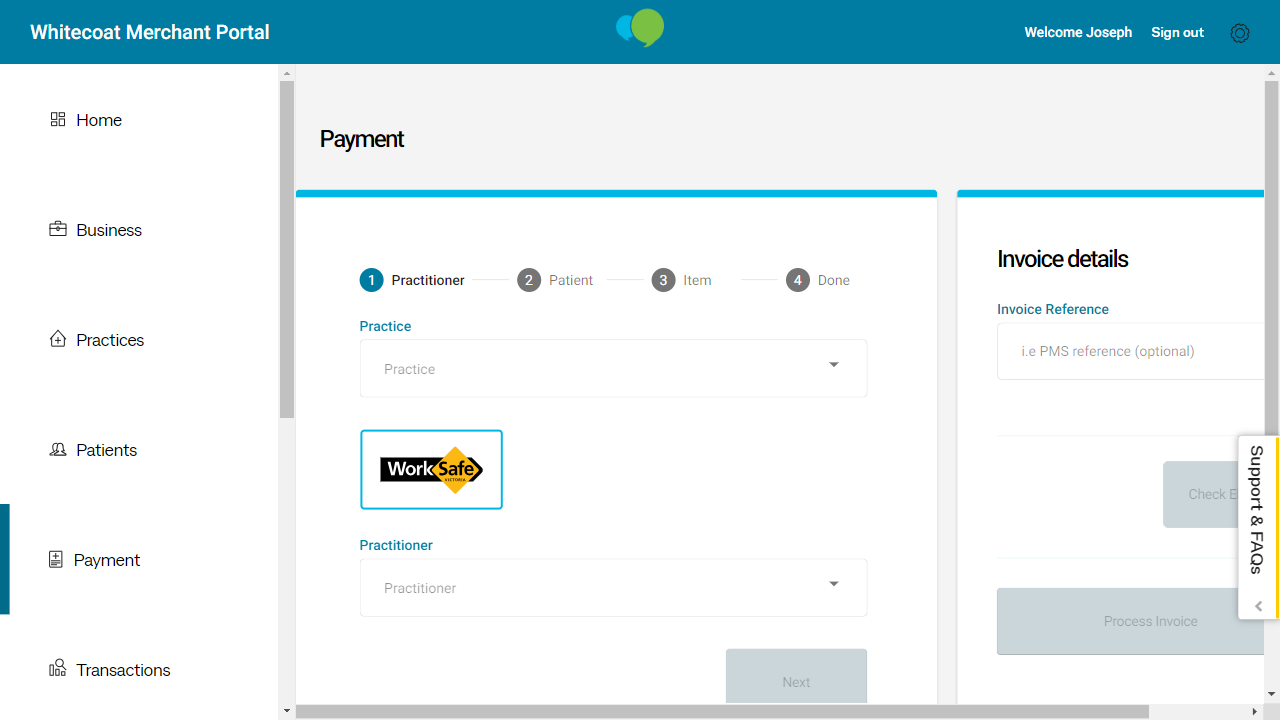 Whitecoat Merchant Portal
Welcome Joseph
Sign out
Home
Business
Practices
Patients
Payment
Transactions
Payment
1 Practitioner
2 Patient
3 Item
4 Done
Practice
Practice
WorkSafe
VICTORIA
Practitioner
Practitioner
Next
Invoice details
Invoice Reference
i.e PMS reference (optional)
Check E
Process Invoice
Support & FAQs